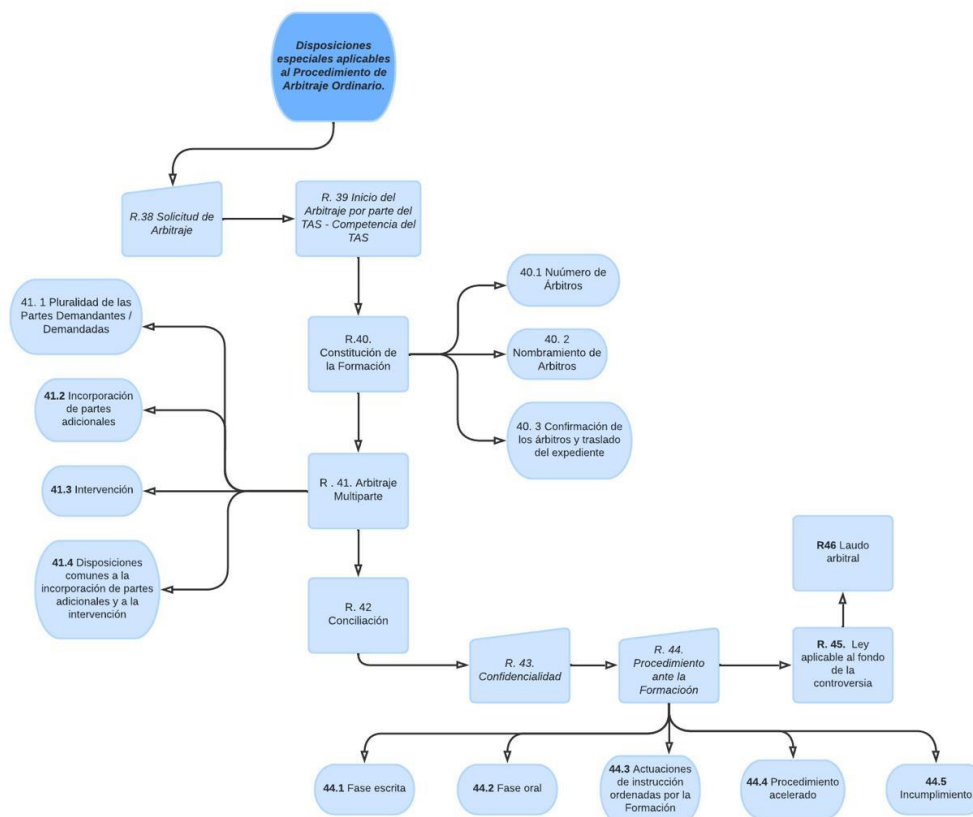 Disposiciones
especiales aplicables
al Procedimiento de
Arbitraje Ordinario.
R.38 Solicitud de
Arbitraje
R. 39 Inicio del
Arbitraje por parte del
TAS - Competencia del
TAS
40.1 Nuúmero de
Árbitros
41. 1 Pluralidad de las
Partes Demandantes /
Demandadas
R.40.
Constitución de
la Formación
40. 2
Nombramiento de
Arbitros
41.2 Incorporación
de partes
adicionales
40. 3 Confirmación de
los árbitros y traslado
del expediente
41.3 Intervención
R . 41. Arbitraje
Multiparte
41.4 Disposiciones
comunes a la
incorporación de partes
adicionales y a la
intervención
R46 Laudo
arbitral
R. 42
Conciliación
R. 43.
Confidencialidad
R. 44.
Procedimiento
ante la
Formacioón
R. 45. Ley
aplicable al fondo
de la
controversia
44.1 Fase escrita
44.2 Fase oral
44.3 Actuaciones
de instrucción
ordenadas por la
Formación
44.4 Procedimiento
acelerado
44.5
Incumplimiento